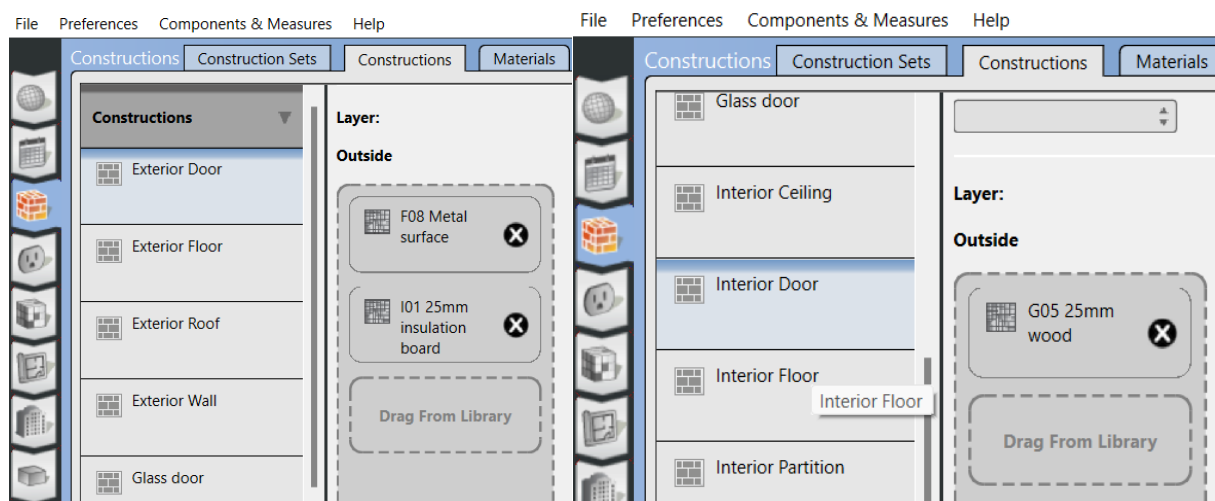 File Preferences Components & Measures Help
Constructions Construction Sets Constructions Materials
Constructions
Exterior Door
Exterior Floor
Exterior Roof
Exterior Wall
Glass door
Layer:
Outside
F08 Metal
surface
I01 25mm
insulation
board
Drag From Library
File Preferences Components & Measures Help
Constructions Construction Sets Constructions Materials
Glass door
Interior Ceiling
Interior Door
Interior Floor
Interior Floor
Interior Partition
Layer:
Outside
G05 25mm
wood
Drag From Library